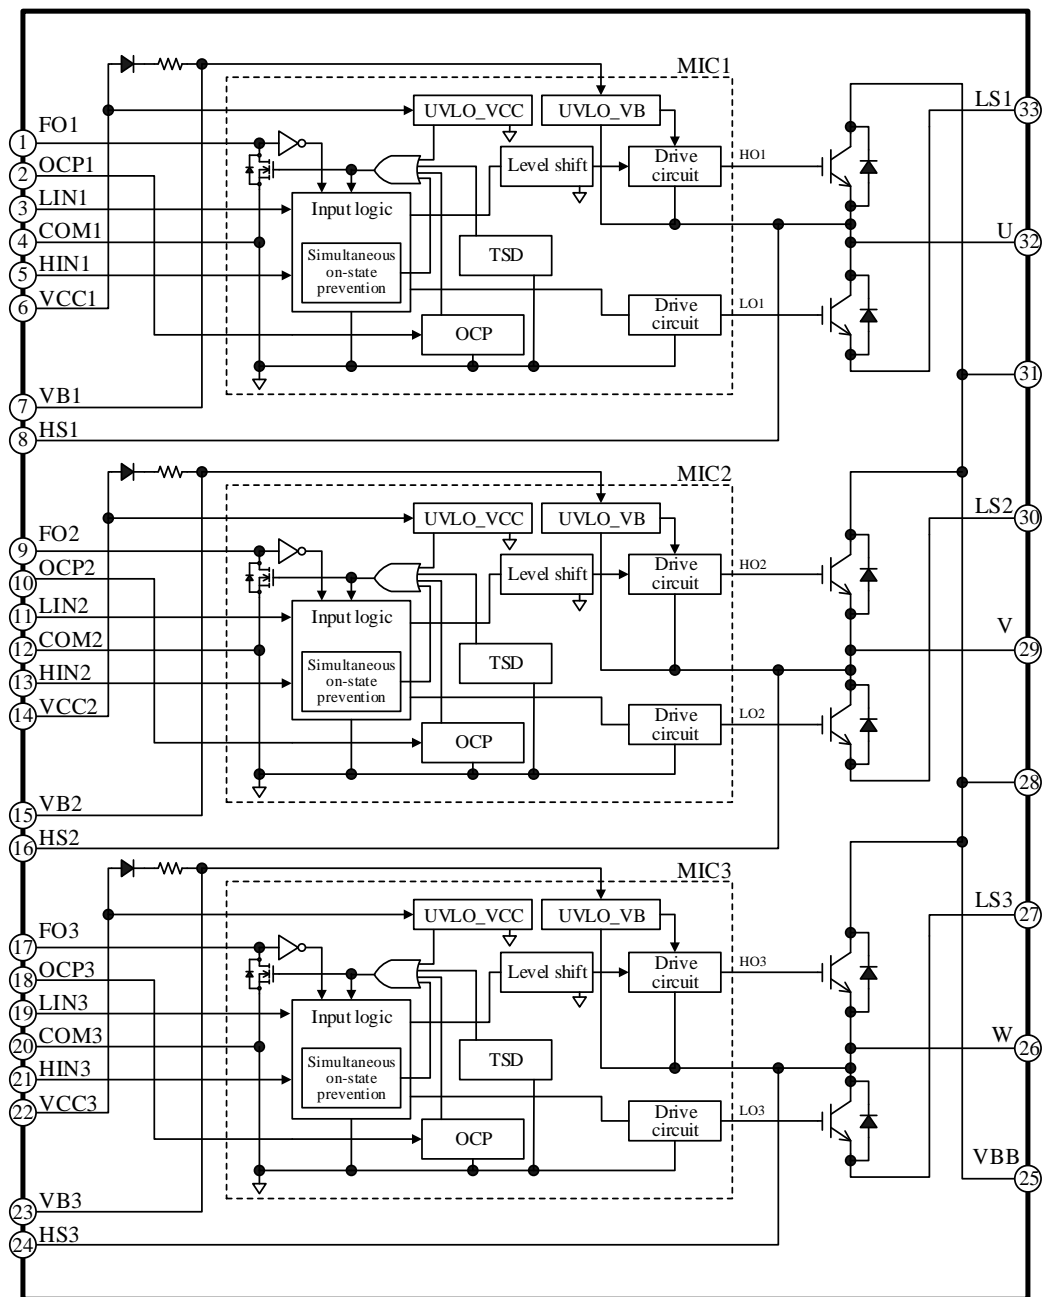 MIC1
LS1
33
UVLO_VCC
UVLO_VB
FO1
1
OCP1
2
LIN1
3
COM1
4
HIN1
5
VCC1
6
Input logic
Simultaneous
on-state
prevention
Level shift
Drive
circuit
HO1
TSD
OCP
Drive
circuit
LO1
U
32
31
VB1
7
HS1
8
MIC2
LS2
30
UVLO_VCC
UVLO_VB
FO2
9
OCP2
10
LIN2
11
COM2
12
HIN2
13
VCC2
14
Input logic
Simultaneous
on-state
prevention
Level shift
Drive
circuit
HO2
TSD
OCP
Drive
circuit
LO2
V
29
28
VB2
15
HS2
16
MIC3
LS3
27
UVLO_VCC
UVLO_VB
FO3
17
OCP3
18
LIN3
19
COM3
20
HIN3
21
VCC3
22
Input logic
Simultaneous
on-state
prevention
Level shift
Drive
circuit
HO3
TSD
OCP
Drive
circuit
LO3
W
26
VBB
25
VB3
23
HS3
24